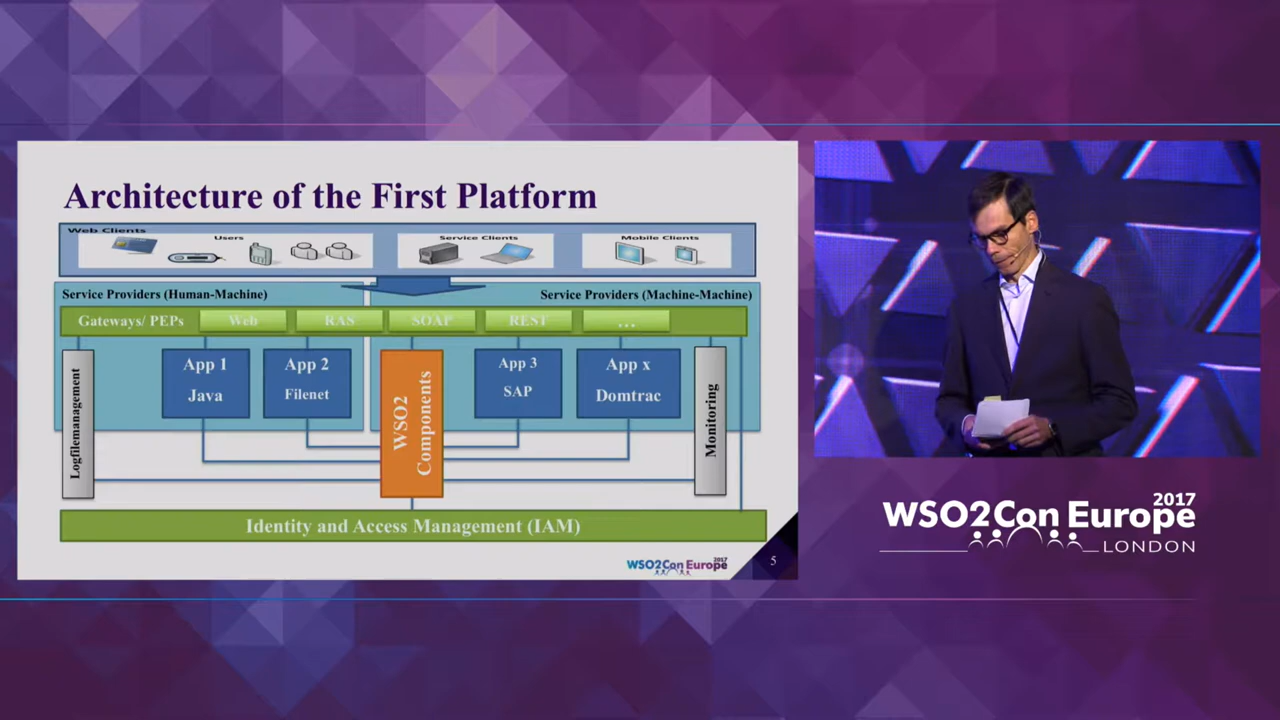 Architecture of the First Platform
Web Clients
Users
Service Clients
Mobile Clients
Service Providers (Human-Machine)
Service Providers (Machine-Machine)
Gateways/ PEPs
Web
RAS
SOAP
REST
...
Logfilemanagement
App 1
Java
App 2
Filenet
WSO2
Components
App 3
SAP
App x
Domtrac
Monitoring
Identity and Access Management (IAM)
WSO2Con Europe 2017
5
2017
WSO2Con Europe
LONDON